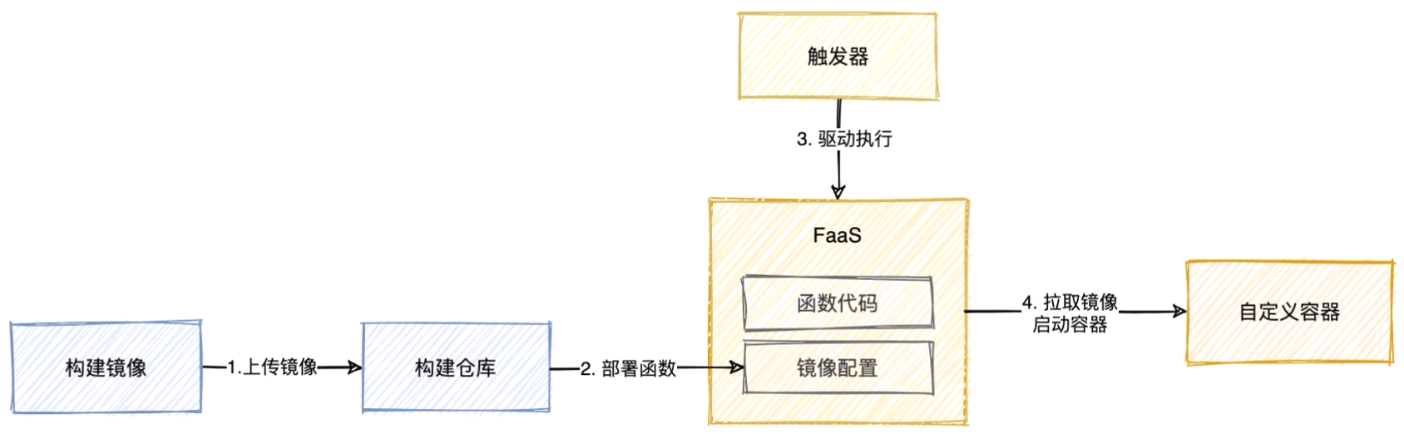 触发器
3. 驱动执行
FaaS
函数代码
镜像配置
构建镜像
1.上传镜像
构建仓库
2. 部署函数
4. 拉取镜像
启动容器
自定义容器